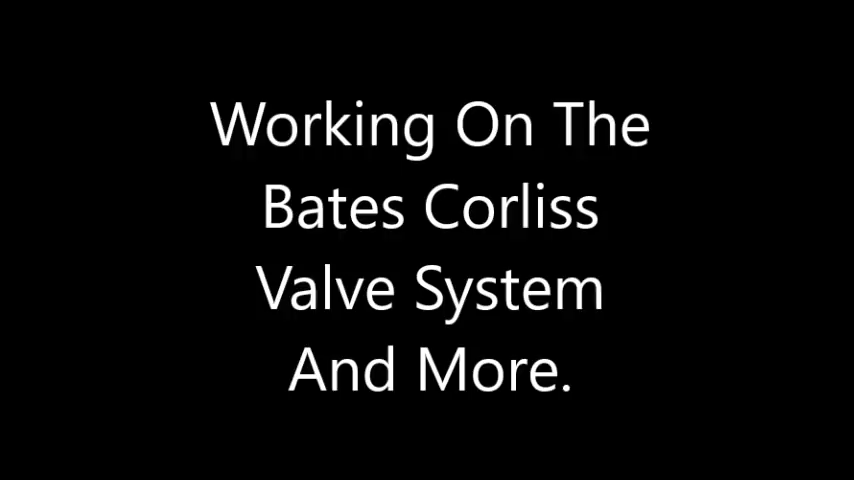 Working On The
Bates Corliss
Valve System
And More.